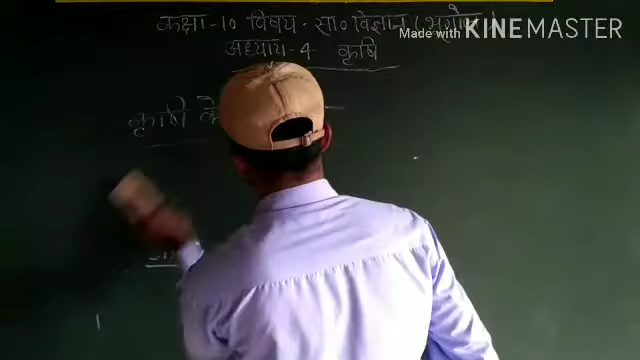 कक्षा-10 विषय- सा० विज्ञान (भूगोल)
Made with KINEMASTER
अध्याय-4 कृषि
कृषि के